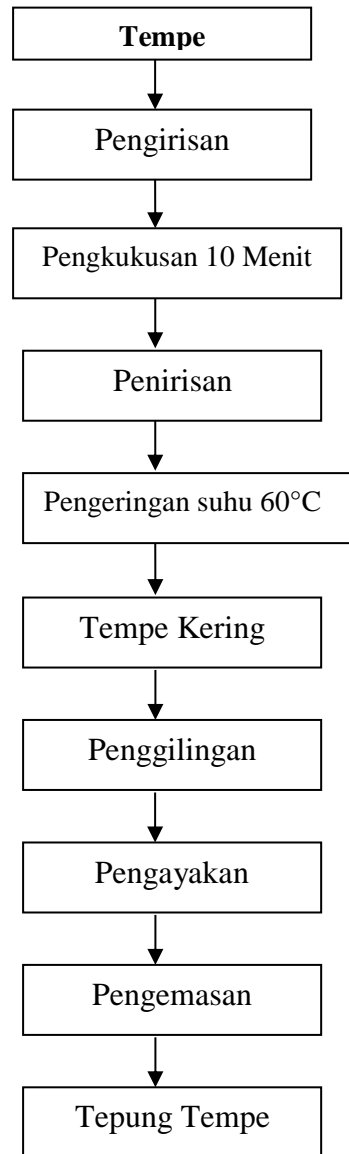 Tempe
Pengirisan
Pengkukusan 10 Menit
Penirisan
Pengeringan suhu 60°C
Tempe Kering
Penggilingan
Pengayakan
Pengemasan
Tepung Tempe